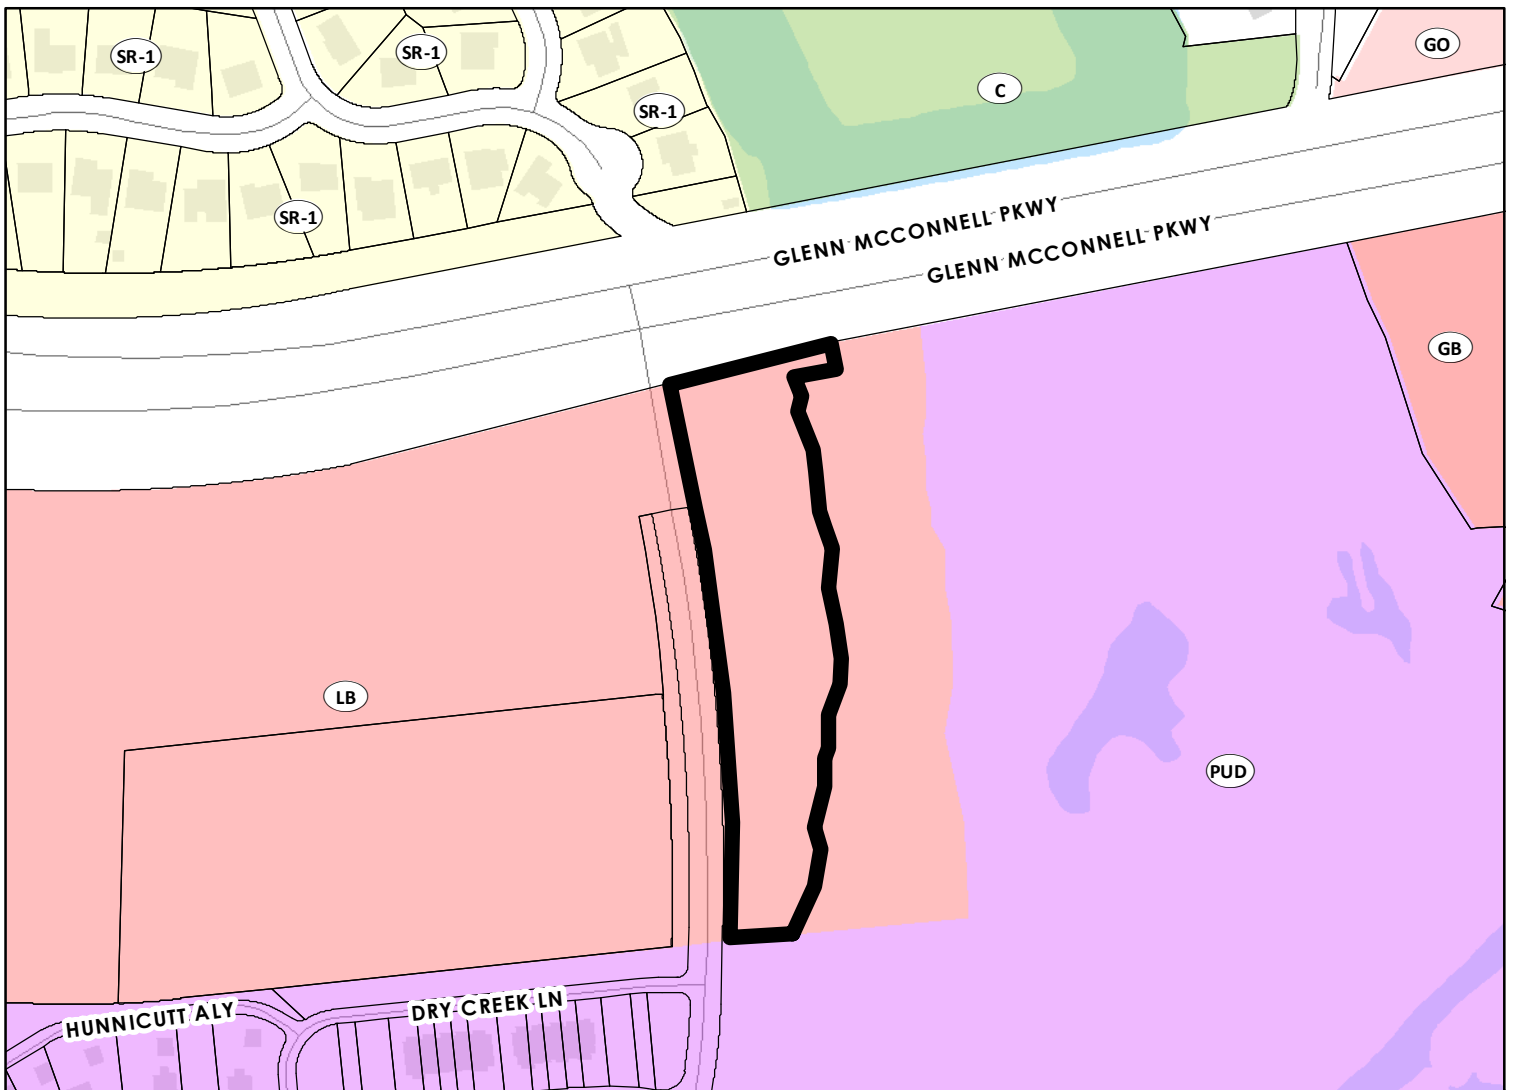 SR-1
SR-1
GO
C
SR-1
SR-1
GLENN MCCONNELL PKWY
GLENN MCCONNELL PKWY
GB
LB
PUD
HUNNICUTT ALY
DRY CREEK LN